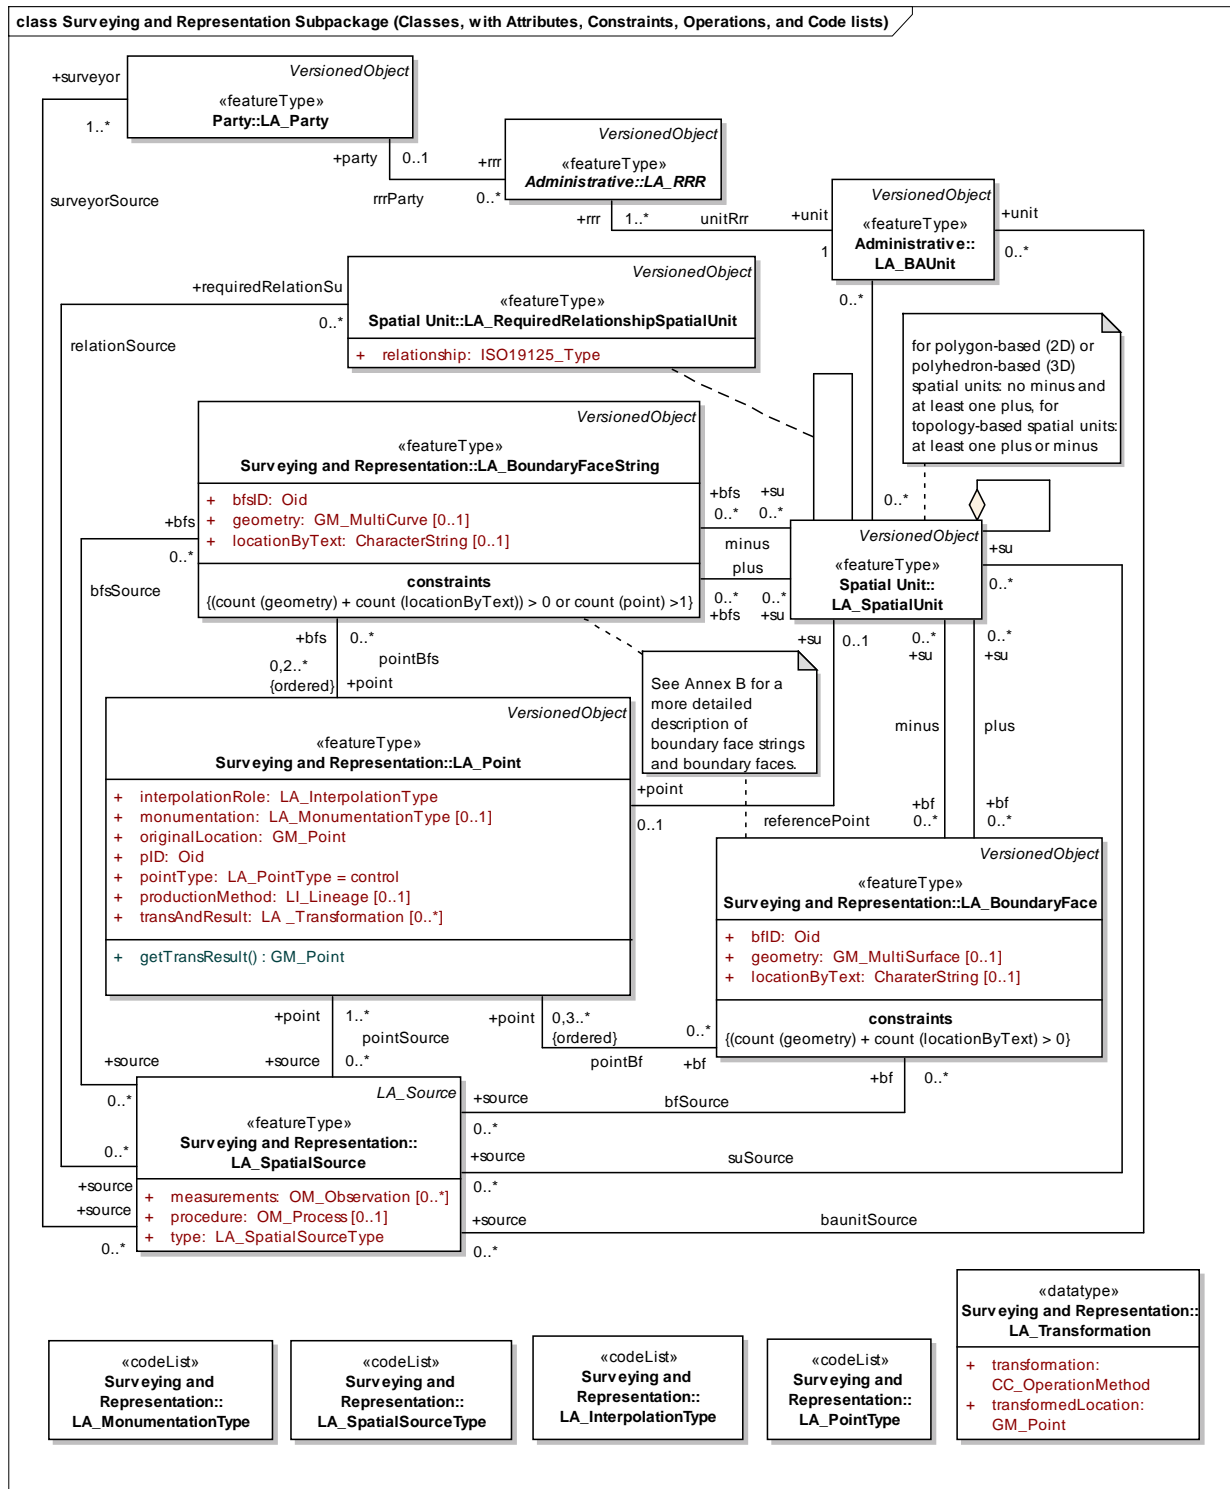 class Surveying and Representation Subpackage (Classes, with Attributes, Constraints, Operations, and Code lists)
+surveyor
1..*
surveyorSource
VersionedObject
«featureType»
Party::LA_Party
+party
0..1
rrrParty
+rrr
0..*
VersionedObject
«featureType»
Administrative::LA_RRR
+rrr
1..*
unitRrr
+unit
1
VersionedObject
«featureType»
Administrative::
LA_BAUnit
+unit
0..*
0..*
+requiredRelationSu
0..*
relationSource
VersionedObject
«featureType»
Spatial Unit::LA_RequiredRelationshipSpatialUnit
+ relationship: ISO19125_Type
for polygon-based (2D) or
polyhedron-based (3D)
spatial units: no minus and
at least one plus, for
topology-based spatial units:
at least one plus or minus
VersionedObject
«featureType»
Surveying and Representation::LA_BoundaryFaceString
+ bfsID: Oid
+ geometry: GM_MultiCurve [0..1]
+ locationByText: CharacterString [0..1]
constraints
{(count (geometry) + count (locationByText)) > 0 or count (point) >1}
+bfs
0..*
bfsSource
+bfs +su
0..* 0..*
minus
plus
0..* 0..*
+bfs +su
0..*
VersionedObject
«featureType»
Spatial Unit::
LA_SpatialUnit
+su
0..*
+su
0..1
0..*
+su
0..*
+su
+bfs
0..*
0,2..*
{ordered}
pointBfs
+point
See Annex B for a
more detailed
description of
boundary face strings
and boundary faces.
minus
plus
VersionedObject
«featureType»
Surveying and Representation::LA_Point
+ interpolationRole: LA_InterpolationType
+ monumentation: LA_MonumentationType [0..1]
+ originalLocation: GM_Point
+ pID: Oid
+ pointType: LA_PointType = control
+ productionMethod: LI_Lineage [0..1]
+ transAndResult: LA _Transformation [0..*]
+ getTransResult() : GM_Point
+point
0..1
referencePoint
+bf
0..*
+bf
0..*
VersionedObject
«featureType»
Surveying and Representation::LA_BoundaryFace
+ bfID: Oid
+ geometry: GM_MultiSurface [0..1]
+ locationByText: CharaterString [0..1]
constraints
{(count (geometry) + count (locationByText) > 0}
+point
1..*
pointSource
+source
0..*
+point
0,3..*
{ordered}
pointBf
0..*
+bf
+bf
0..*
+source
0..*
0..*
+source
+source
0..*
LA_Source
«featureType»
Surveying and Representation::
LA_SpatialSource
+ measurements: OM_Observation [0..*]
+ procedure: OM_Process [0..1]
+ type: LA_SpatialSourceType
+source
0..*
bfSource
+source
0..*
suSource
+source
0..*
baunitSource
«codeList»
Surveying and
Representation::
LA_MonumentationType
«codeList»
Surveying and
Representation::
LA_SpatialSourceType
«codeList»
Surveying and
Representation::
LA_InterpolationType
«codeList»
Surveying and
Representation::
LA_PointType
«datatype»
Surveying and Representation::
LA_Transformation
+ transformation:
CC_OperationMethod
+ transformedLocation:
GM_Point